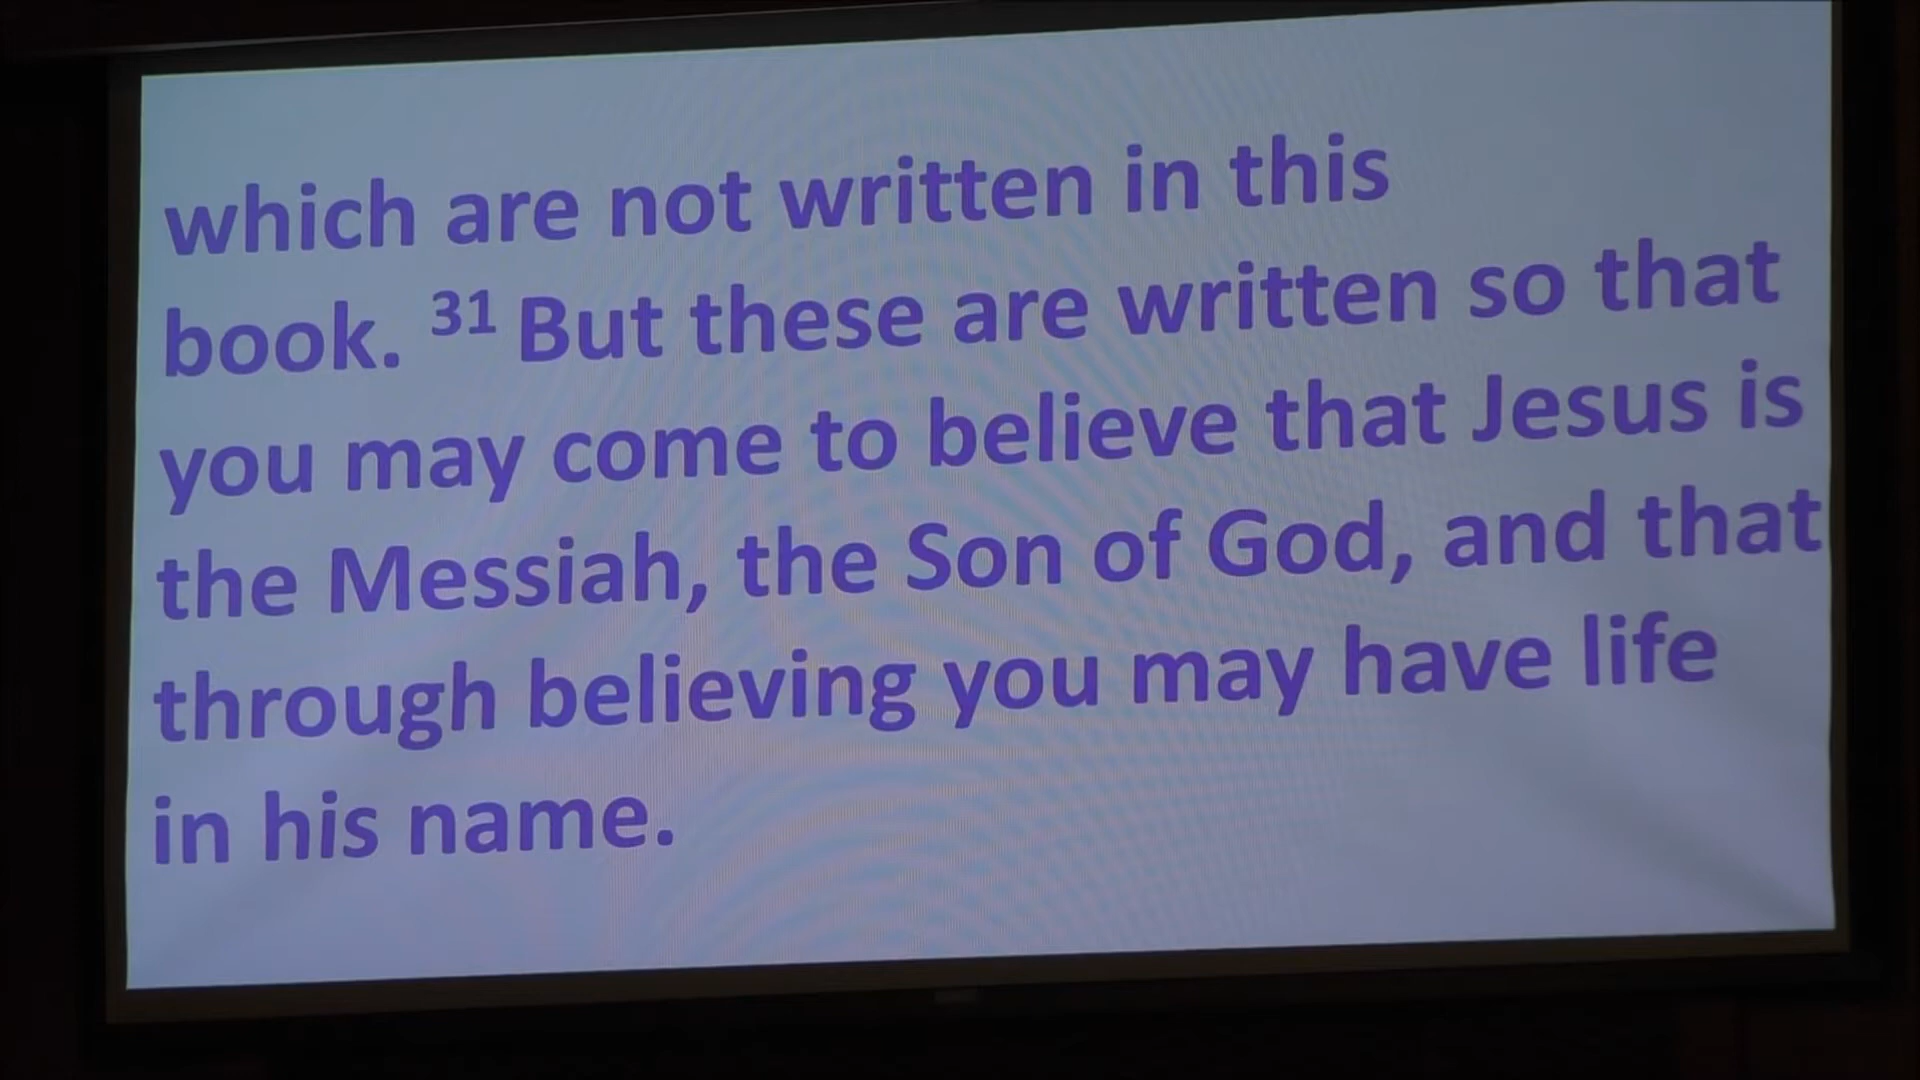 which are not written in this
book. 31 But these are written so that
you may come to believe that Jesus is
the Messiah, the Son of God, and that
through believing you may have life
in his name.